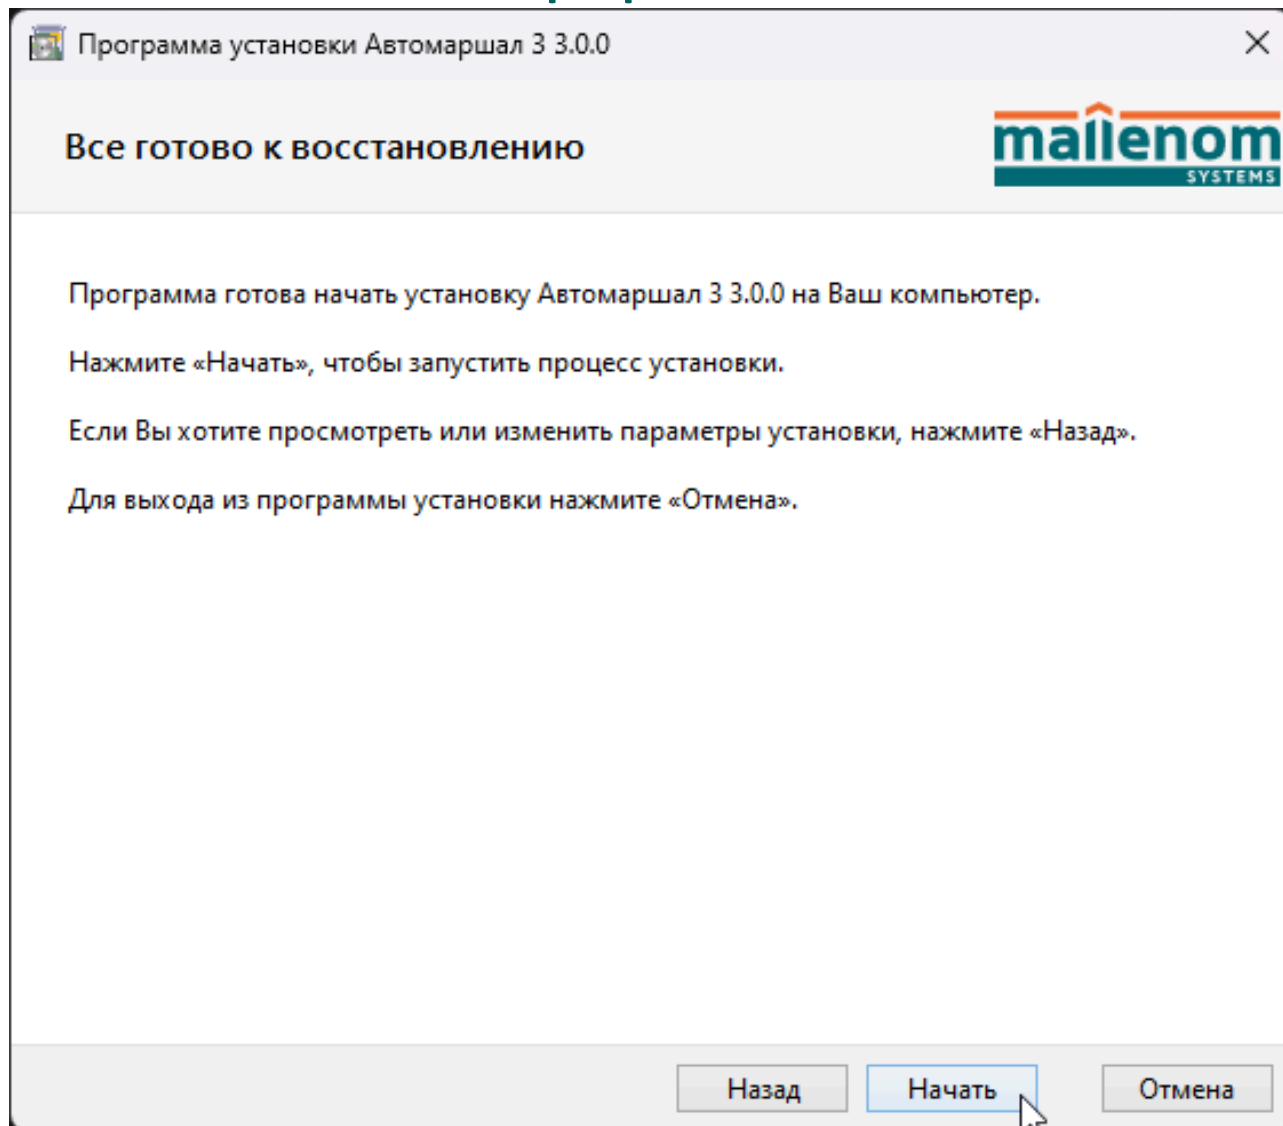 Программа установки Автомаршал 3 3.0.0
Все готово к восстановлению
mallenom
SYSTEMS
Программа готова начать установку Автомаршал 3 3.0.0 на Ваш компьютер.
Нажмите «Начать», чтобы запустить процесс установки.
Если Вы хотите просмотреть или изменить параметры установки, нажмите «Назад».
Для выхода из программы установки нажмите «Отмена».
Назад
Начать
Отмена